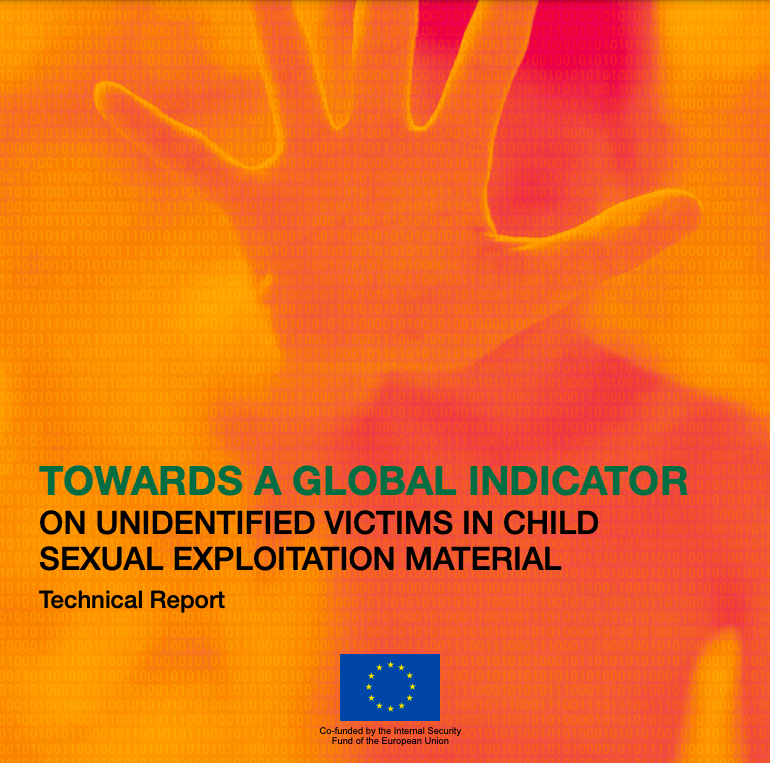 TOWARDS A GLOBAL INDICATOR
ON UNIDENTIFIED VICTIMS IN CHILD
SEXUAL EXPLOITATION MATERIAL
Technical Report
Co-funded by the Internal Security
Fund of the European Union